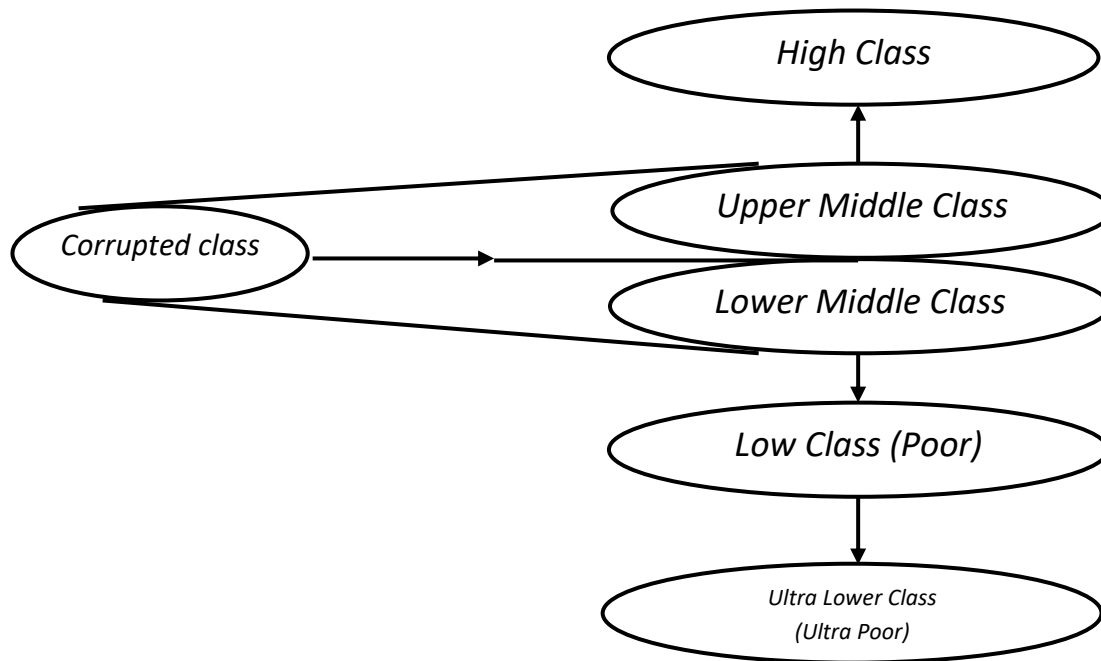 High Class
Upper Middle Class
Corrupted class
Lower Middle Class
Low Class (Poor)
Ultra Lower Class
(Ultra Poor)